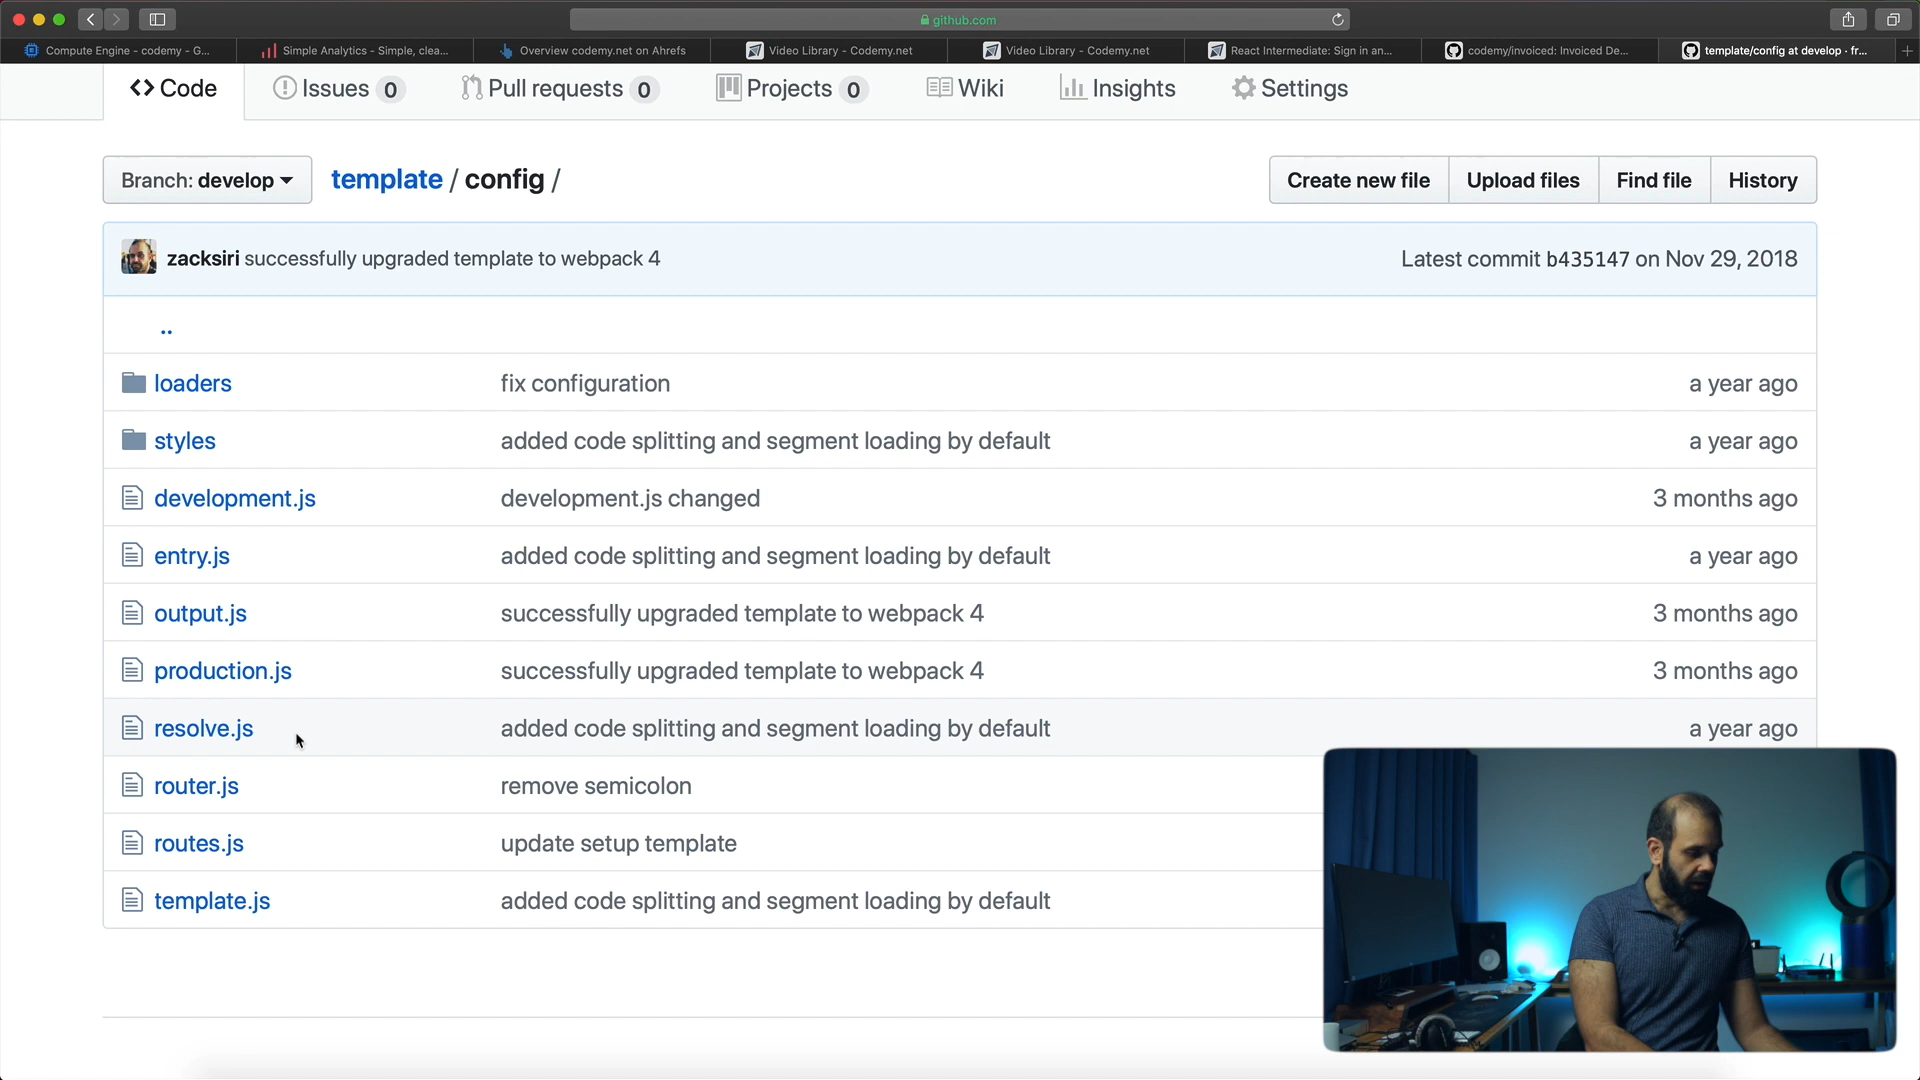 github.com
Compute Engine - codemy - G...
Simple Analytics - Simple, clea...
Overview codemy.net on Ahrefs
Video Library - Codemy.net
Video Library - Codemy.net
React Intermediate: Sign in an...
codemy/invoiced: Invoiced De...
template/config at develop · fr...
Code
Issues 0
Pull requests 0
Projects 0
Wiki
Insights
Settings
Branch: develop
template / config /
Create new file
Upload files
Find file
History
zacksiri successfully upgraded template to webpack 4
Latest commit b435147 on Nov 29, 2018
..
loaders fix configuration a year ago
styles added code splitting and segment loading by default a year ago
development.js development.js changed 3 months ago
entry.js added code splitting and segment loading by default a year ago
output.js successfully upgraded template to webpack 4 3 months ago
production.js successfully upgraded template to webpack 4 3 months ago
resolve.js added code splitting and segment loading by default a year ago
router.js remove semicolon
routes.js update setup template
template.js added code splitting and segment loading by default